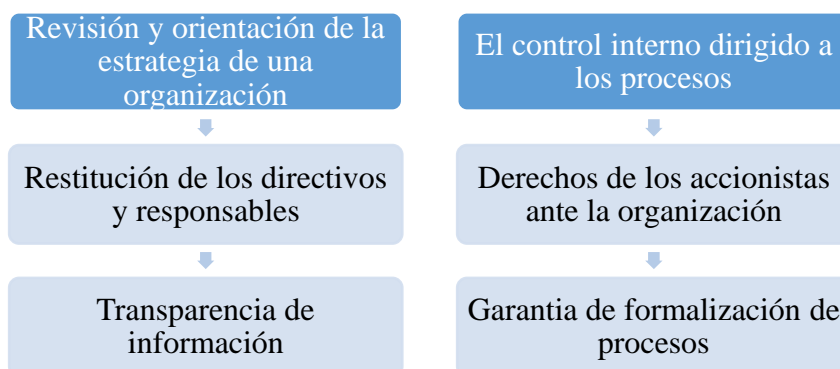 Revisión y orientación de la
estrategia de una
organización
Restitución de los directivos
y responsables
Transparencia de
información
El control interno dirigido a
los procesos
Derechos de los accionistas
ante la organización
Garantia de formalización de
procesos